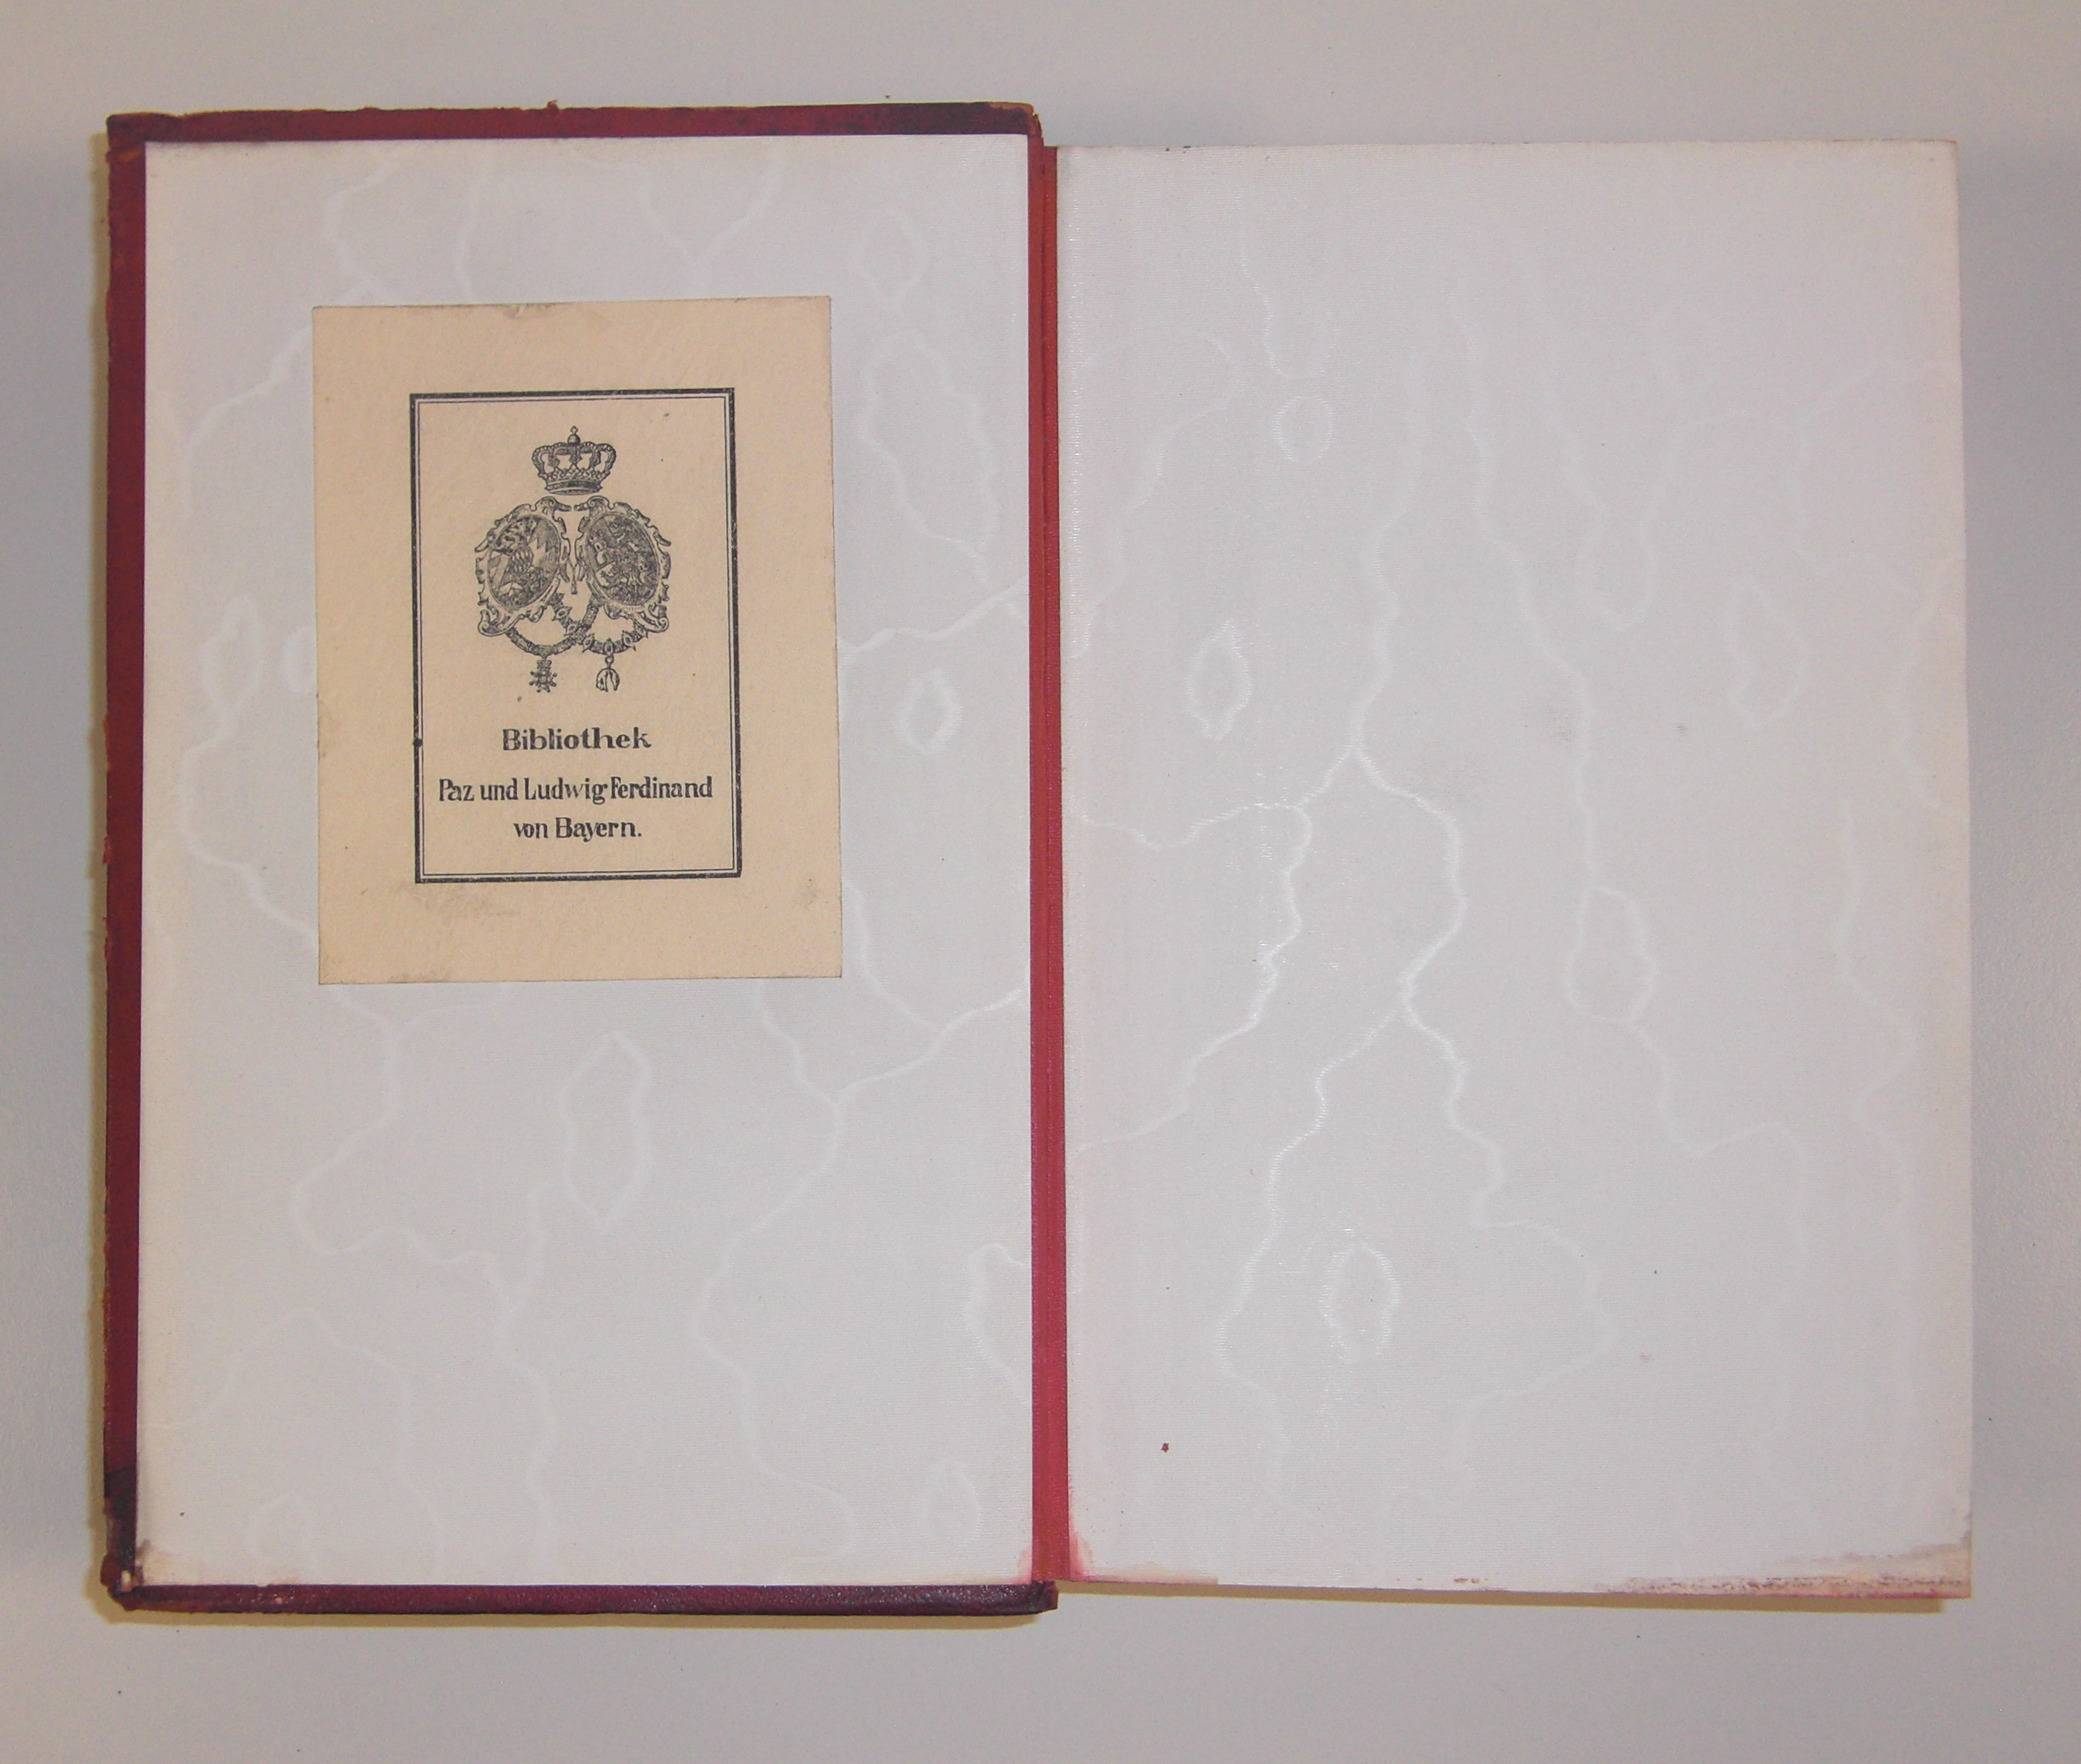 Bibliothek
Paz und Ludwig Ferdinand
von Bayern.